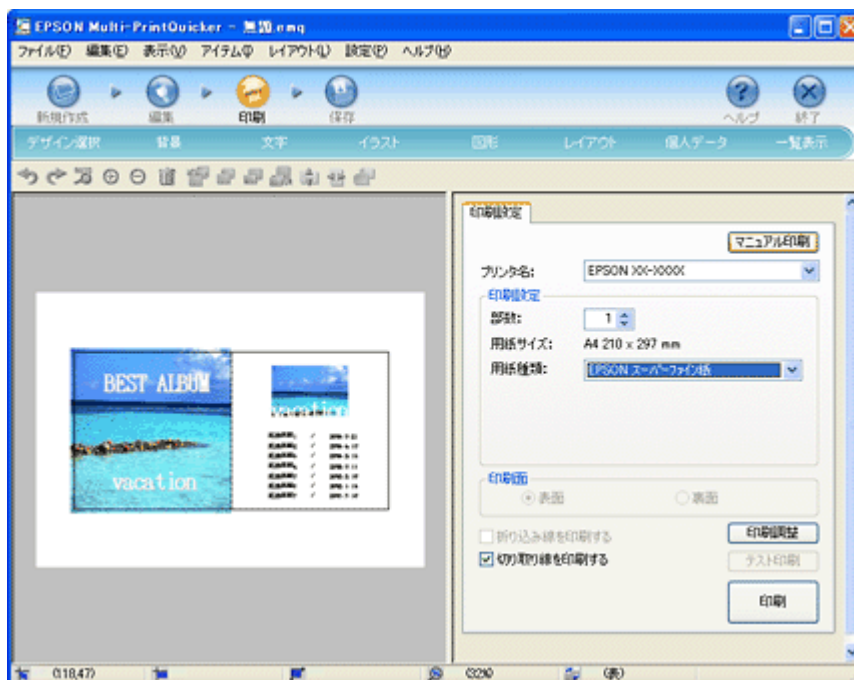 EPSON Multi-PrintQuicker - 無題.emq
ファイル(F) 編集(E) 表示(V) アイテム(I) レイアウト(L) 設定(P) ヘルプ(H)
新規作成 編集 印刷 保存 ヘルプ 終了
デザイン選択 背景 文字 イラスト 図形 レイアウト 個人データ 一覧表示
BEST ALBUM
vacation
vacation
印刷設定
マニュアル印刷
プリンタ名: EPSON XX-XXXX
印刷設定
部数: 1
用紙サイズ: A4 210 x 297 mm
用紙種類: EPSON スーパーファイン紙
印刷面
表面 裏面
折り込み線を印刷する
印刷調整
切り取り線を印刷する
テスト印刷
印刷
(118,47) (32%) (表)